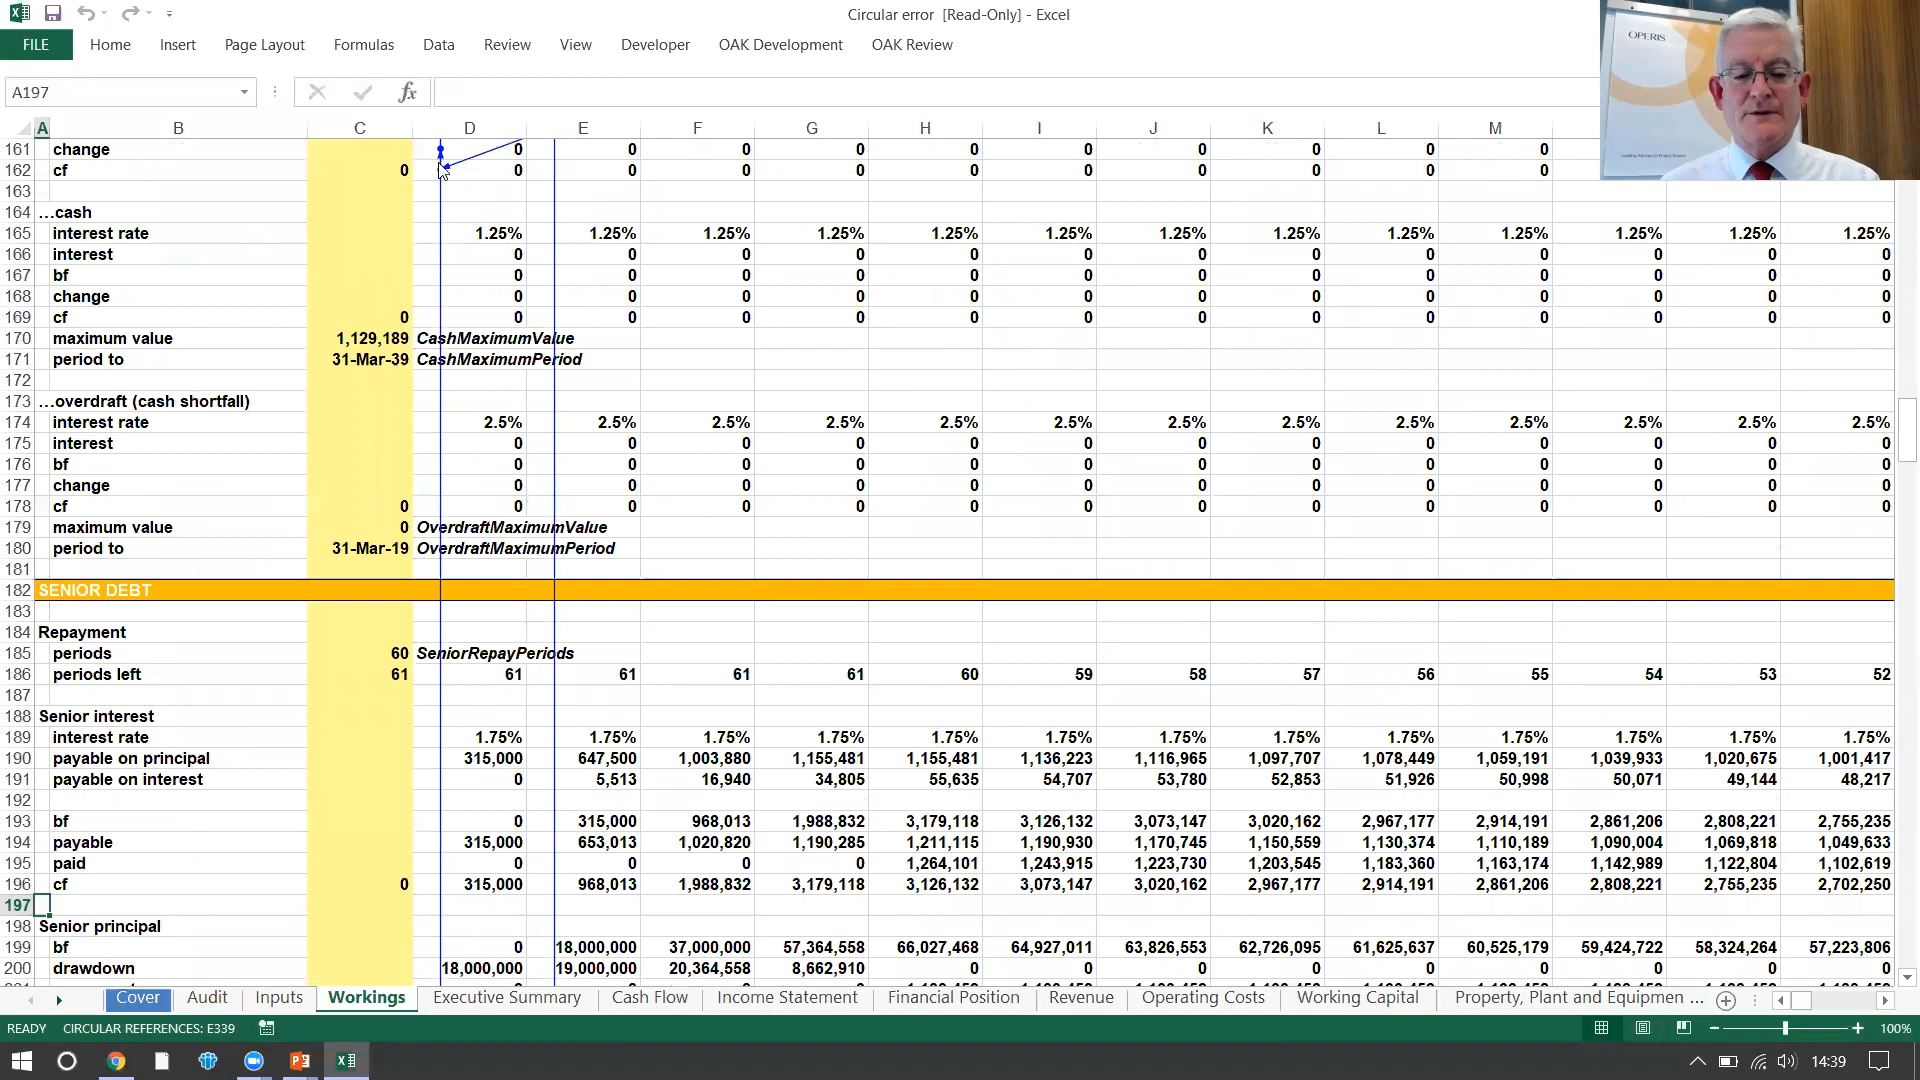 Circular error [Read-Only] - Excel
FILE Home Insert Page Layout Formulas Data Review View Developer OAK Development OAK Review
OPERIS
A197 fx
A B C D E F G H I J K L M
161 change 0 0 0 0 0 0 0 0 0 0
162 cf 0 0 0 0 0 0 0 0 0 0 0
163
164 ...cash
165 interest rate 1.25% 1.25% 1.25% 1.25% 1.25% 1.25% 1.25% 1.25% 1.25% 1.25% 1.25% 1.25% 1.25%
166 interest 0 0 0 0 0 0 0 0 0 0 0 0 0
167 bf 0 0 0 0 0 0 0 0 0 0 0 0 0
168 change 0 0 0 0 0 0 0 0 0 0 0 0 0
169 cf 0 0 0 0 0 0 0 0 0 0 0 0 0 0
170 maximum value 1,129,189 CashMaximumValue
171 period to 31-Mar-39 CashMaximumPeriod
172
173 ...overdraft (cash shortfall)
174 interest rate 2.5% 2.5% 2.5% 2.5% 2.5% 2.5% 2.5% 2.5% 2.5% 2.5% 2.5% 2.5% 2.5%
175 interest 0 0 0 0 0 0 0 0 0 0 0 0 0
176 bf 0 0 0 0 0 0 0 0 0 0 0 0 0
177 change 0 0 0 0 0 0 0 0 0 0 0 0 0
178 cf 0 0 0 0 0 0 0 0 0 0 0 0 0 0
179 maximum value 0 OverdraftMaximumValue
180 period to 31-Mar-19 OverdraftMaximumPeriod
181
182 SENIOR DEBT
183
184 Repayment
185 periods 60 SeniorRepayPeriods
186 periods left 61 61 61 61 61 60 59 58 57 56 55 54 53 52
187
188 Senior interest
189 interest rate 1.75% 1.75% 1.75% 1.75% 1.75% 1.75% 1.75% 1.75% 1.75% 1.75% 1.75% 1.75% 1.75%
190 payable on principal 315,000 647,500 1,003,880 1,155,481 1,155,481 1,136,223 1,116,965 1,097,707 1,078,449 1,059,191 1,039,933 1,020,675 1,001,417
191 payable on interest 0 5,513 16,940 34,805 55,635 54,707 53,780 52,853 51,926 50,998 50,071 49,144 48,217
192
193 bf 0 315,000 968,013 1,988,832 3,179,118 3,126,132 3,073,147 3,020,162 2,967,177 2,914,191 2,861,206 2,808,221 2,755,235
194 payable 315,000 653,013 1,020,820 1,190,285 1,211,115 1,190,930 1,170,745 1,150,559 1,130,374 1,110,189 1,090,004 1,069,818 1,049,633
195 paid 0 0 0 0 1,264,101 1,243,915 1,223,730 1,203,545 1,183,360 1,163,174 1,142,989 1,122,804 1,102,619
196 cf 0 315,000 968,013 1,988,832 3,179,118 3,126,132 3,073,147 3,020,162 2,967,177 2,914,191 2,861,206 2,808,221 2,755,235 2,702,250
197
198 Senior principal
199 bf 0 18,000,000 37,000,000 57,364,558 66,027,468 64,927,011 63,826,553 62,726,095 61,625,637 60,525,179 59,424,722 58,324,264 57,223,806
200 drawdown 18,000,000 19,000,000 20,364,558 8,662,910 0 0 0 0 0 0 0 0 0
Cover Audit Inputs Workings Executive Summary Cash Flow Income Statement Financial Position Revenue Operating Costs Working Capital Property, Plant and Equipmen ...
READY CIRCULAR REFERENCES: E339 100%
14:39